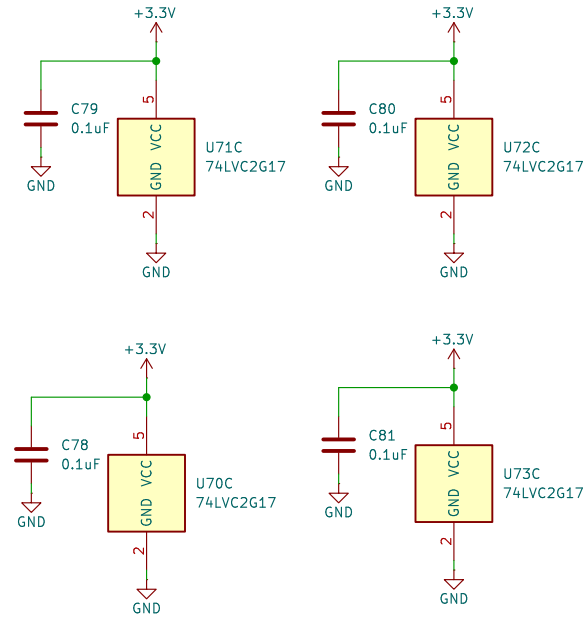 +3.3V
5
C79
0.1uF
GND
VCC
GND
U71C
74LVC2G17
2
GND
+3.3V
5
C80
0.1uF
GND
VCC
GND
U72C
74LVC2G17
2
GND
+3.3V
5
C78
0.1uF
GND
VCC
GND
U70C
74LVC2G17
2
GND
+3.3V
5
C81
0.1uF
GND
VCC
GND
U73C
74LVC2G17
2
GND